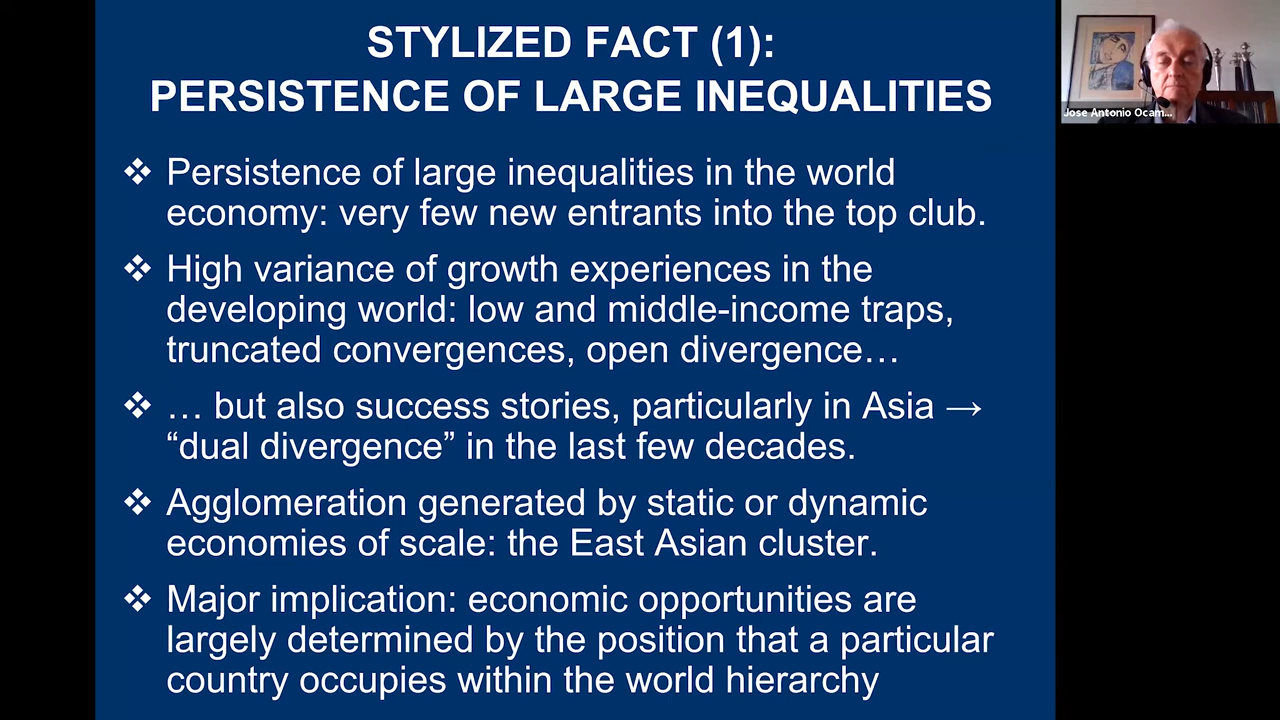 STYLIZED FACT (1):
PERSISTENCE OF LARGE INEQUALITIES
❖ Persistence of large inequalities in the world
economy: very few new entrants into the top club.
❖ High variance of growth experiences in the
developing world: low and middle-income traps,
truncated convergences, open divergence…
❖ … but also success stories, particularly in Asia →
“dual divergence” in the last few decades.
❖ Agglomeration generated by static or dynamic
economies of scale: the East Asian cluster.
❖ Major implication: economic opportunities are
largely determined by the position that a particular
country occupies within the world hierarchy
Jose Antonio Ocam...